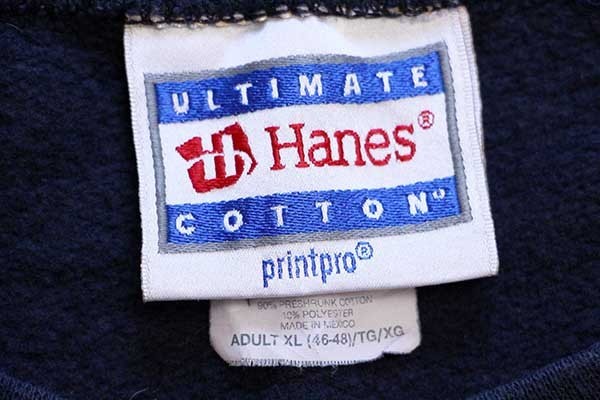 ULTIMATE
Hanes®
COTTON®
printpro®
90% PRESHRUNK COTTON
10% POLYESTER
MADE IN MEXICO
ADULT XL (46-48)/TG/XG